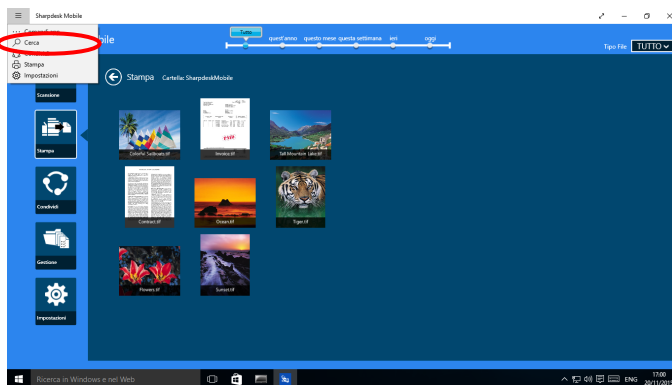 Sharpdesk Mobile
Cerca
Stampa
Impostazioni
Tutto
quest'anno questo mese questa settimana ieri oggi
Tipo File TUTTO
Stampa Cartella: SharpdeskMobile
Scansione
Stampa
Condividi
Gestione
Impostazioni
Colorful Sailboats.tif
Invoice.tif
Tall Mountain Lake.tif
Contract.tif
Ocean.tif
Tiger.tif
Flowers.tif
Sunset.tif
Ricerca in Windows e nel Web
ENG
17:00